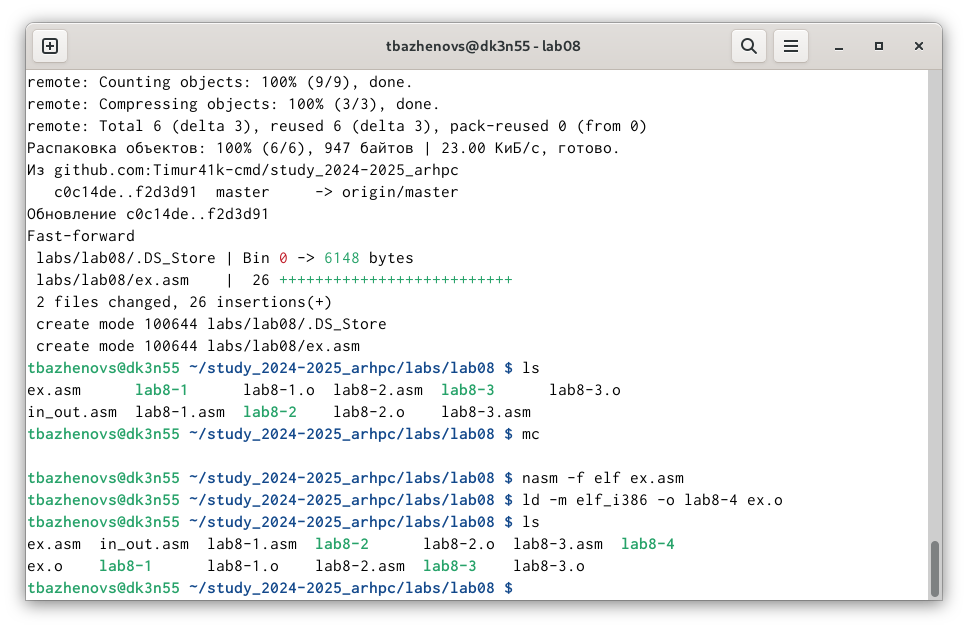 tbazhenovs@dk3n55 - lab08
remote: Counting objects: 100% (9/9), done.
remote: Compressing objects: 100% (3/3), done.
remote: Total 6 (delta 3), reused 6 (delta 3), pack-reused 0 (from 0)
Распаковка объектов: 100% (6/6), 947 байтов | 23.00 КиБ/с, готово.
Из github.com:Timur41k-cmd/study_2024-2025_arhpc
   c0c14de..f2d3d91  master     -> origin/master
Обновление c0c14de..f2d3d91
Fast-forward
 labs/lab08/.DS_Store | Bin 0 -> 6148 bytes
 labs/lab08/ex.asm    |  26 ++++++++++++++++++++++++++
 2 files changed, 26 insertions(+)
 create mode 100644 labs/lab08/.DS_Store
 create mode 100644 labs/lab08/ex.asm
tbazhenovs@dk3n55 ~/study_2024-2025_arhpc/labs/lab08 $ ls
ex.asm      lab8-1      lab8-1.o  lab8-2.asm  lab8-3      lab8-3.o
in_out.asm  lab8-1.asm  lab8-2    lab8-2.o    lab8-3.asm
tbazhenovs@dk3n55 ~/study_2024-2025_arhpc/labs/lab08 $ mc
tbazhenovs@dk3n55 ~/study_2024-2025_arhpc/labs/lab08 $ nasm -f elf ex.asm
tbazhenovs@dk3n55 ~/study_2024-2025_arhpc/labs/lab08 $ ld -m elf_i386 -o lab8-4 ex.o
tbazhenovs@dk3n55 ~/study_2024-2025_arhpc/labs/lab08 $ ls
ex.asm  in_out.asm  lab8-1.asm  lab8-2      lab8-2.o  lab8-3.asm  lab8-4
ex.o    lab8-1      lab8-1.o    lab8-2.asm  lab8-3    lab8-3.o
tbazhenovs@dk3n55 ~/study_2024-2025_arhpc/labs/lab08 $